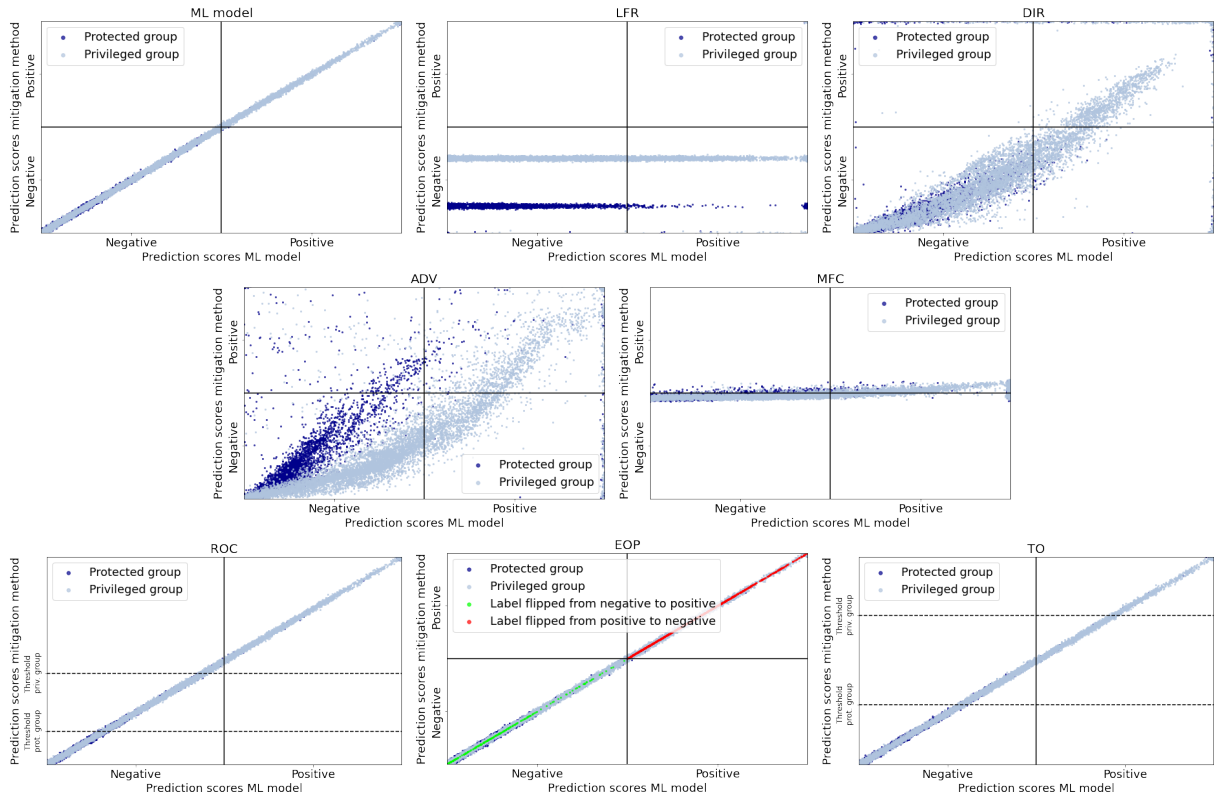 ML model
Prediction scores mitigation method
Positive
Negative
Protected group
Privileged group
Negative
Positive
Prediction scores ML model
LFR
Prediction scores mitigation method
Positive
Negative
Protected group
Privileged group
Negative
Positive
Prediction scores ML model
DIR
Prediction scores mitigation method
Positive
Negative
Protected group
Privileged group
Negative
Positive
Prediction scores ML model
ADV
Prediction scores mitigation method
Positive
Negative
Protected group
Privileged group
Negative
Positive
Prediction scores ML model
MFC
Prediction scores mitigation method
Positive
Negative
Protected group
Privileged group
Negative
Positive
Prediction scores ML model
ROC
Prediction scores mitigation method
Threshold
priv. group
Threshold
prot. group
Protected group
Privileged group
Negative
Positive
Prediction scores ML model
EOP
Prediction scores mitigation method
Positive
Negative
Protected group
Privileged group
Label flipped from negative to positive
Label flipped from positive to negative
Negative
Positive
Prediction scores ML model
TO
Prediction scores mitigation method
Threshold
priv. group
Threshold
prot. group
Protected group
Privileged group
Negative
Positive
Prediction scores ML model